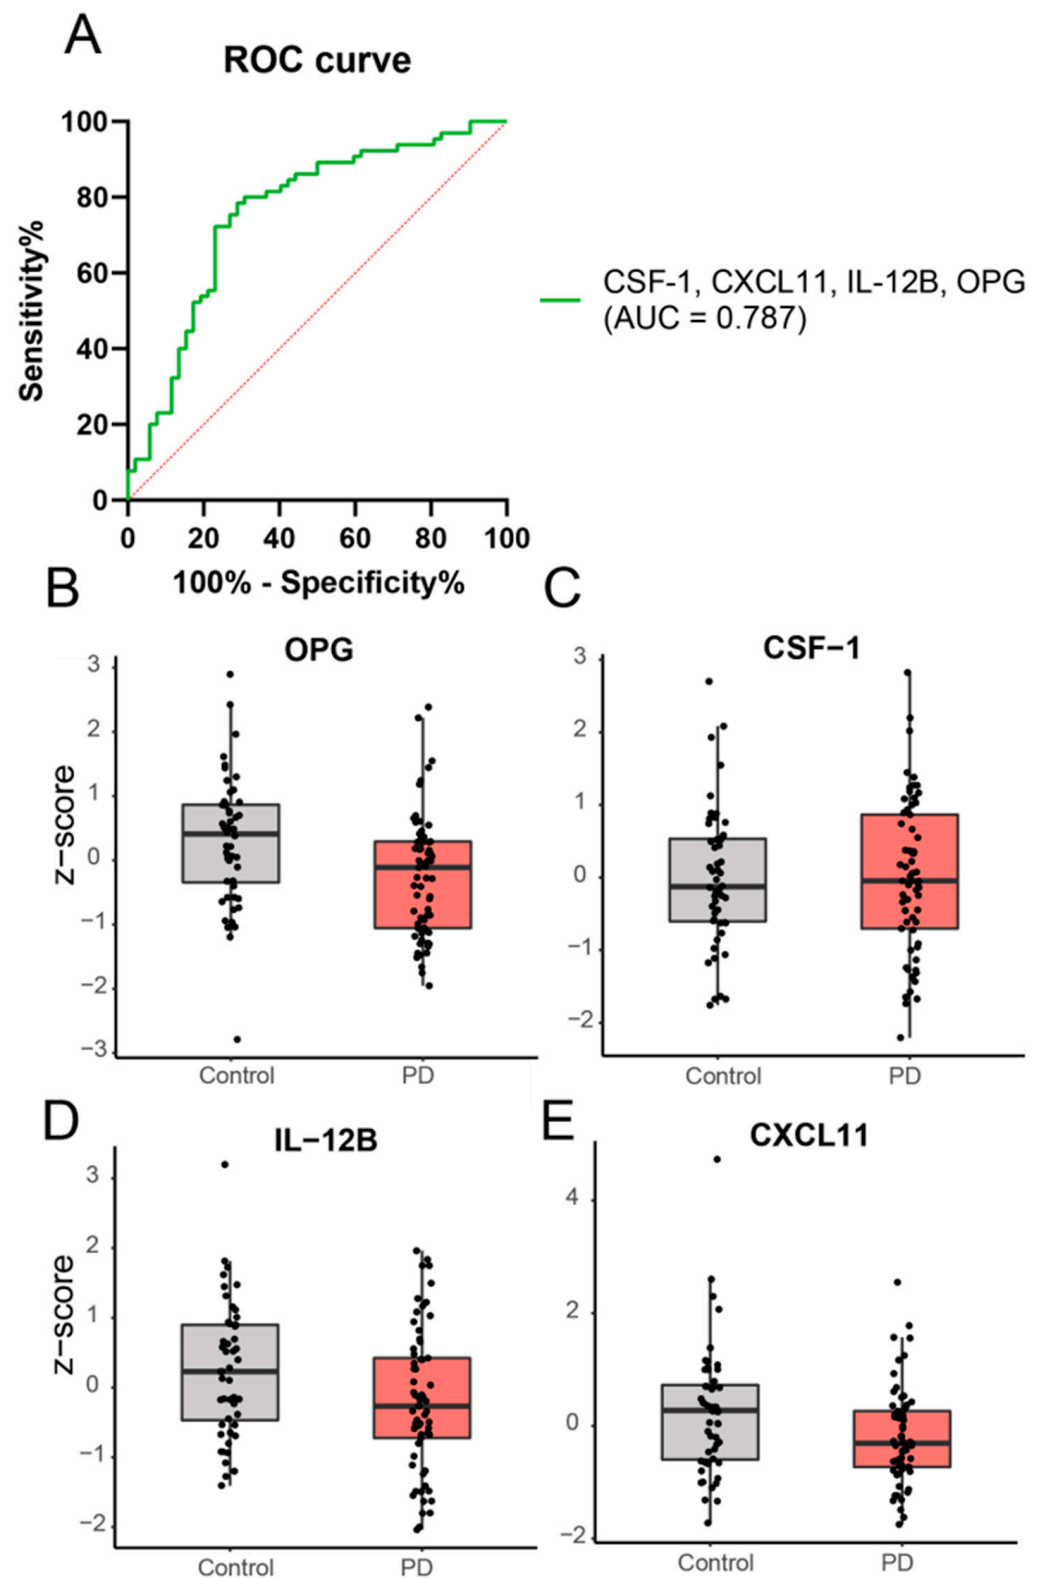 A
ROC curve
Sensitivity%
100
80
60
40
20
0
0 20 40 60 80 100
100% - Specificity%
CSF-1, CXCL11, IL-12B, OPG
(AUC = 0.787)
B
OPG
z−score
3
2
1
0
−1
−2
−3
Control PD
C
CSF−1
3
2
1
0
−1
−2
Control PD
D
IL−12B
z−score
3
2
1
0
−1
−2
Control PD
E
CXCL11
4
2
0
−2
Control PD